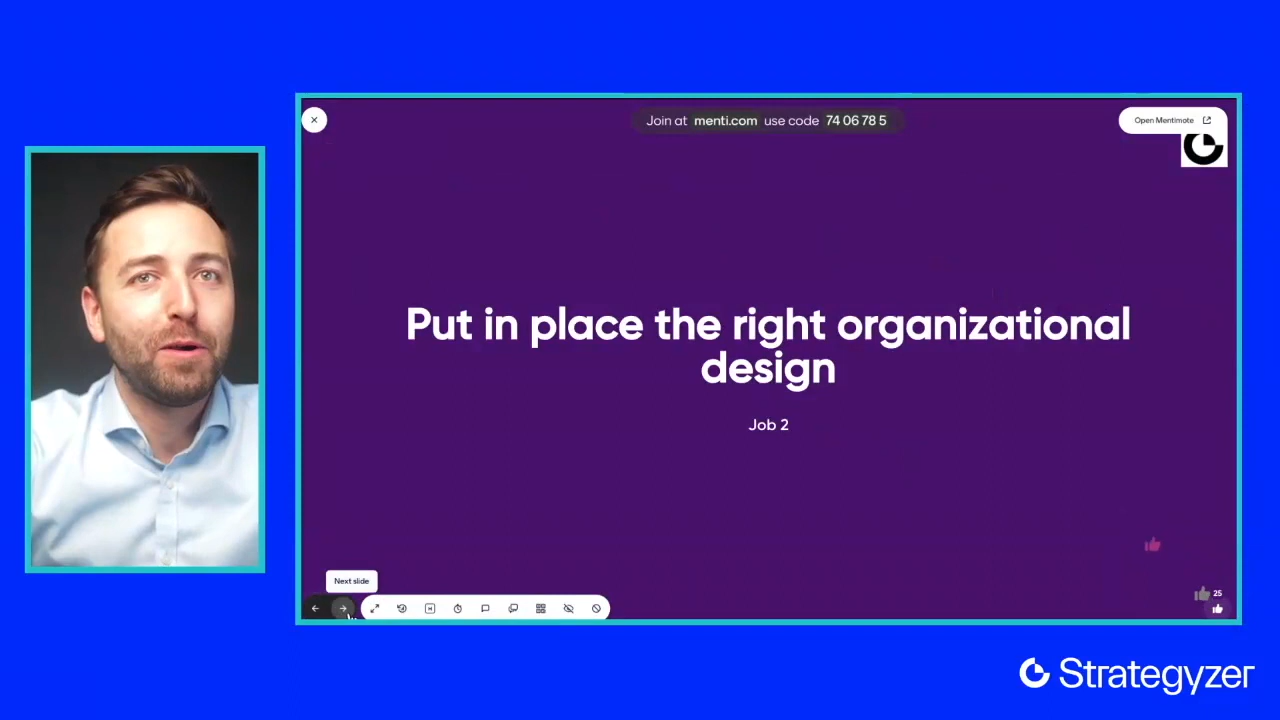 Join at menti.com use code 74 06 78 5
Open Mentimote
Put in place the right organizational
design
Job 2
Next slide
25
Strategyzer